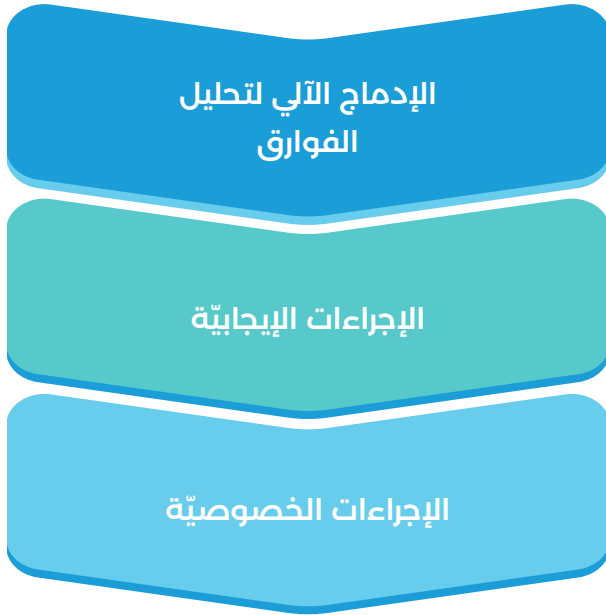 الإدماج الآلي لتحليل
الفوارق
الإجراءات الإيجابيّة
الإجراءات الخصوصيّة